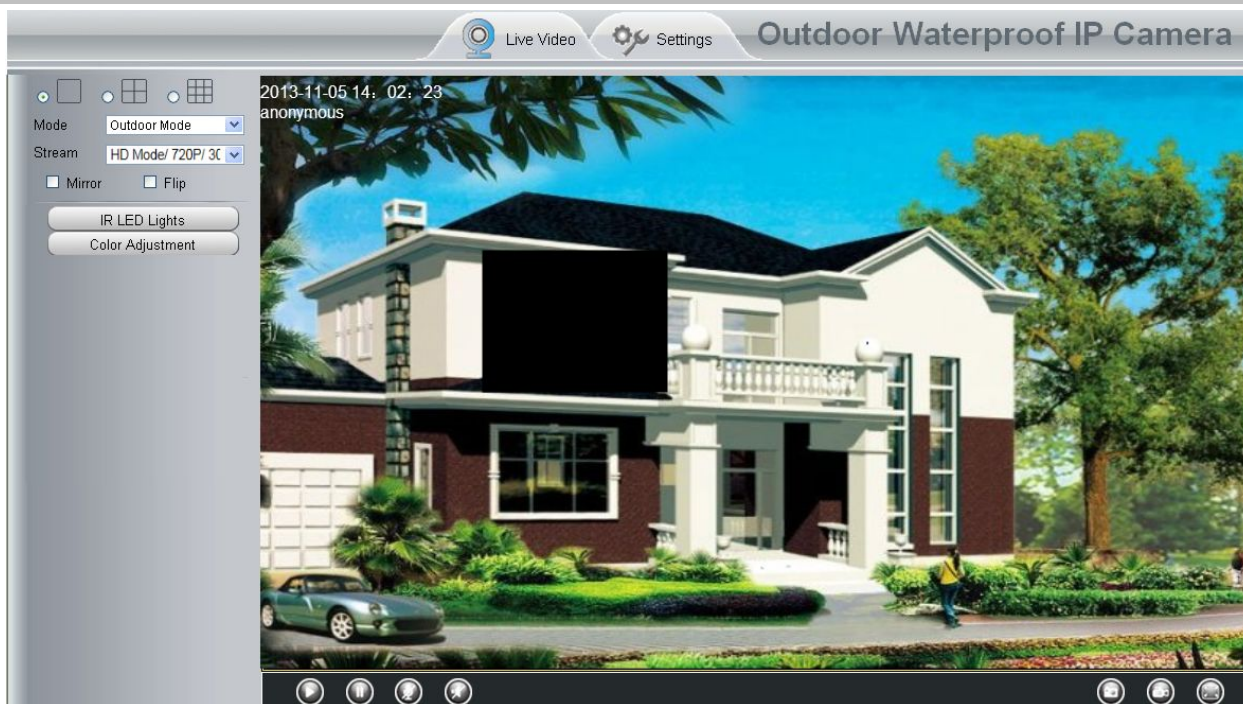 Live Video
Settings
Outdoor Waterproof IP Camera
2013-11-05 14：02：23
anonymous
Mode
Outdoor Mode
Stream
HD Mode/ 720P/ 30
Mirror
Flip
IR LED Lights
Color Adjustment